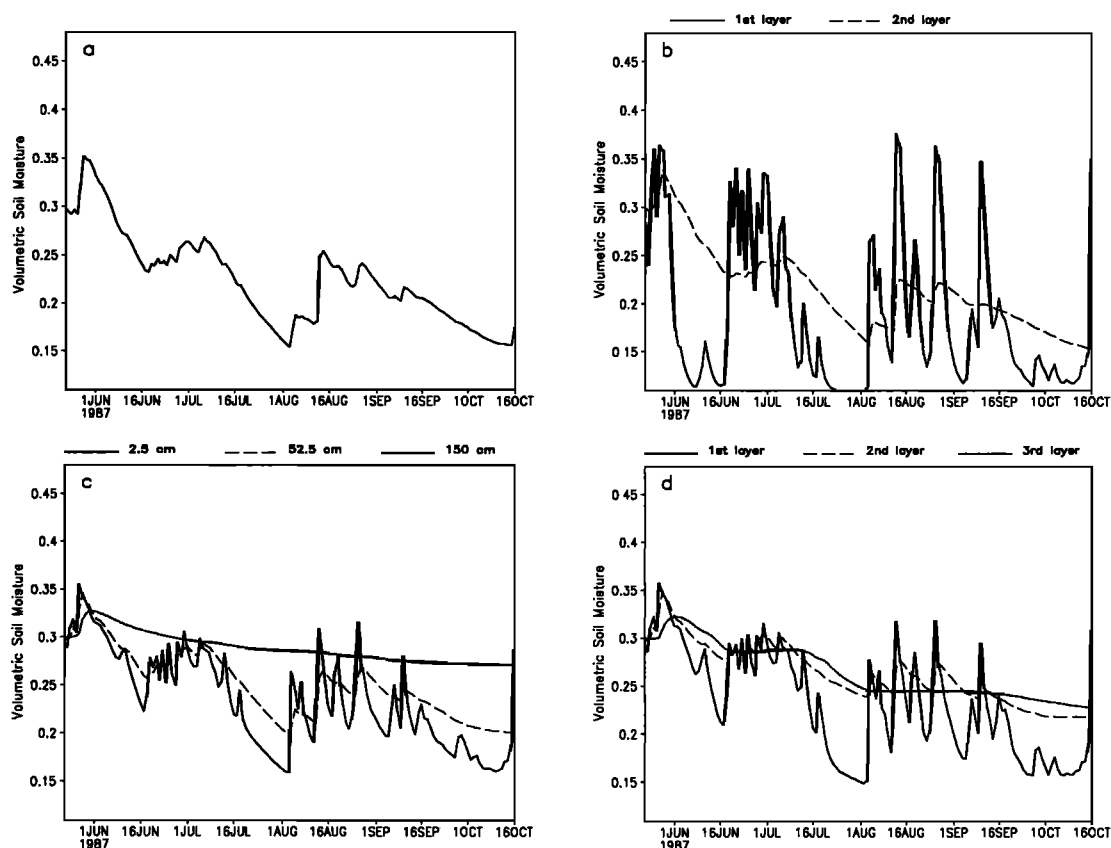 1st layer 2nd layer
a
Volumetric Soil Moisture
0.45
0.4
0.35
0.3
0.25
0.2
0.15
1JUN 16JUN 1JUL 16JUL 1AUG 16AUG 1SEP 16SEP 1OCT 16OCT
1987
b
Volumetric Soil Moisture
0.45
0.4
0.35
0.3
0.25
0.2
0.15
1JUN 16JUN 1JUL 16JUL 1AUG 16AUG 1SEP 16SEP 1OCT 16OCT
1987
2.5 cm 52.5 cm 150 cm
c
Volumetric Soil Moisture
0.45
0.4
0.35
0.3
0.25
0.2
0.15
1JUN 16JUN 1JUL 16JUL 1AUG 16AUG 1SEP 16SEP 1OCT 16OCT
1987
1st layer 2nd layer 3rd layer
d
Volumetric Soil Moisture
0.45
0.4
0.35
0.3
0.25
0.2
0.15
1JUN 16JUN 1JUL 16JUL 1AUG 16AUG 1SEP 16SEP 1OCT 16OCT
1987